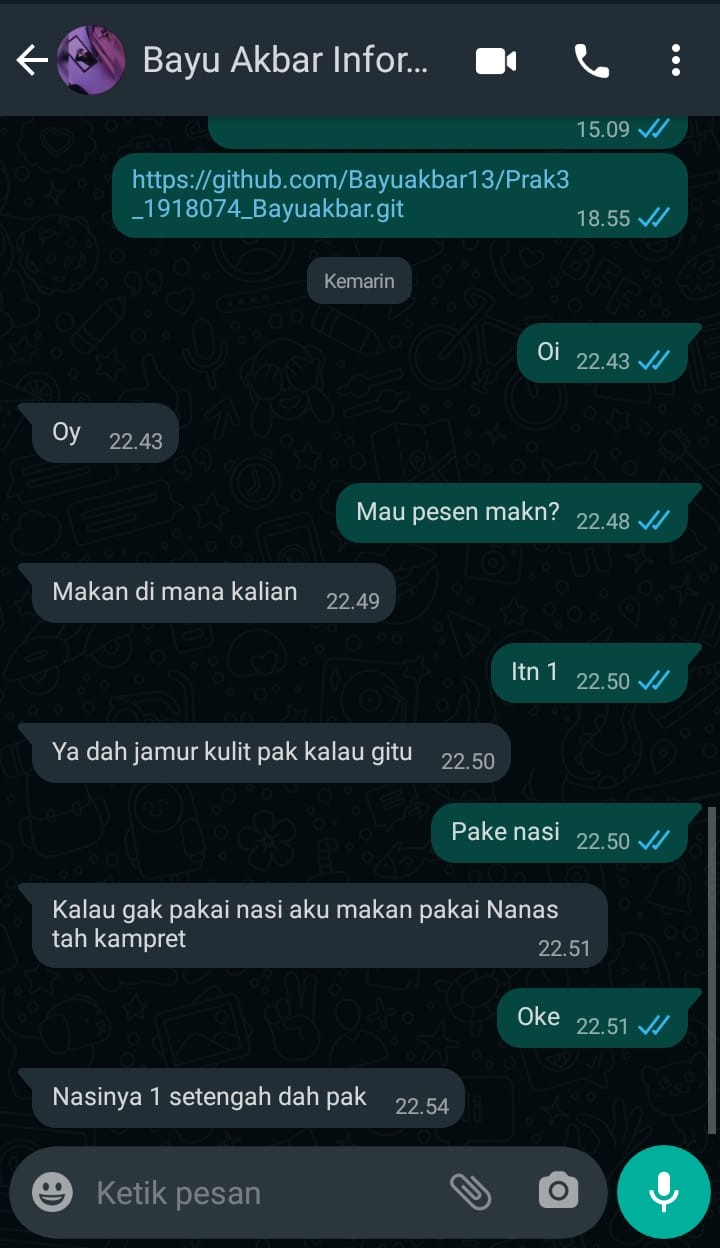 Bayu Akbar Infor...
15.09
https://github.com/Bayuakbar13/Prak3
_1918074_Bayuakbar.git
18.55
Kemarin
Oi 22.43
Oy 22.43
Mau pesen makn? 22.48
Makan di mana kalian 22.49
Itn 1 22.50
Ya dah jamur kulit pak kalau gitu 22.50
Pake nasi 22.50
Kalau gak pakai nasi aku makan pakai Nanas
tah kampret 22.51
Oke 22.51
Nasinya 1 setengah dah pak 22.54
Ketik pesan